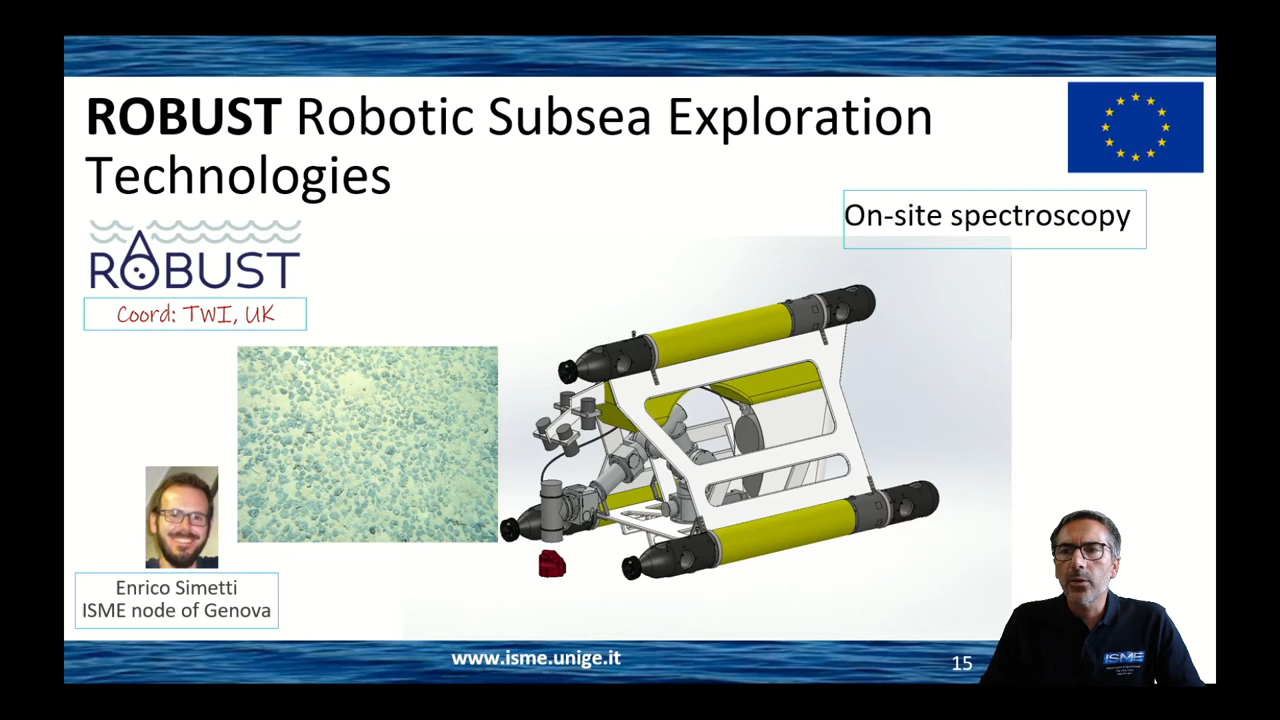 ROBUST Robotic Subsea Exploration
Technologies
On-site spectroscopy
ROBUST
Coord: TWI, UK
Enrico Simetti
ISME node of Genova
www.isme.unige.it
15
ISME